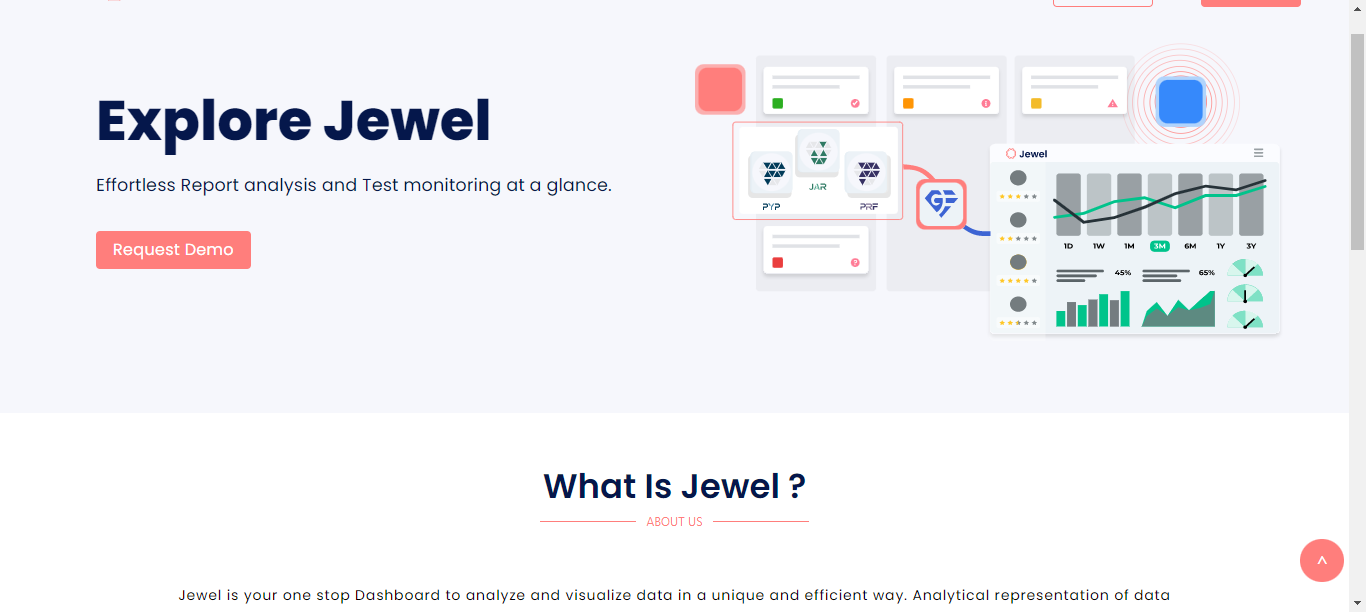 Explore Jewel
Effortless Report analysis and Test monitoring at a glance.
Request Demo
JAR
PYP
PRF
GF
Jewel
1D 1W 1M 3M 6M 1Y 3Y
45% 65%
What Is Jewel ?
ABOUT US
Jewel is your one stop Dashboard to analyze and visualize data in a unique and efficient way. Analytical representation of data